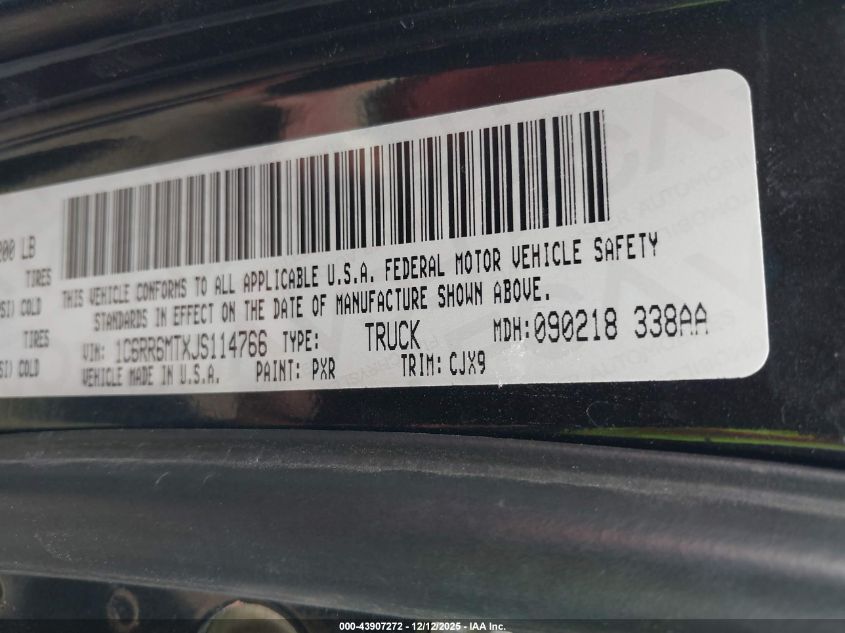 000 LB
TIRES
SI) COLD
TIRES
SI) COLD
THIS VEHICLE CONFORMS TO ALL APPLICABLE U.S.A. FEDERAL MOTOR VEHICLE SAFETY
STANDARDS IN EFFECT ON THE DATE OF MANUFACTURE SHOWN ABOVE.
VIN: 1C6RR6MTXJS114766 TYPE: TRUCK MDH: 090218 338AA
VEHICLE MADE IN U.S.A. PAINT: PXR TRIM: CJX9
000-43907272 - 12/12/2025 - IAA Inc.